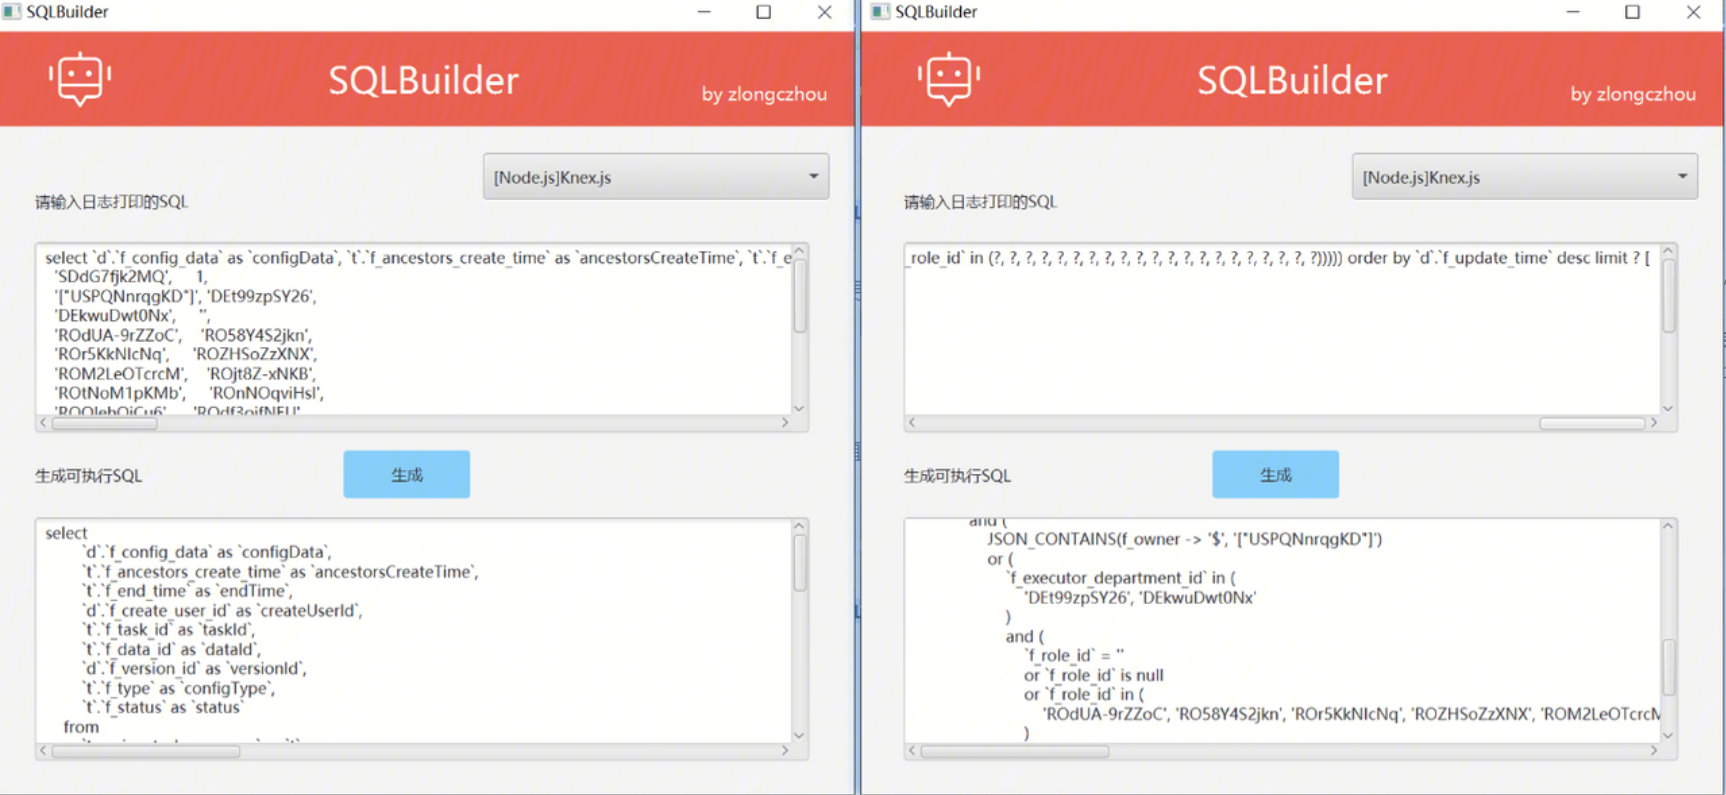 SQLBuilder
SQLBuilder
by zlongczhou
[Node.js]Knex.js
请输入日志打印的SQL
select `d`.`f_config_data` as `configData`, `t`.`f_ancestors_create_time` as `ancestorsCreateTime`, `t`.`f_e
'SDdG7fjk2MQ', 1,
'["USPQNnrqgKD"]', 'DEt99zpSY26',
'DEkwuDwt0Nx', '',
'ROdUA-9rZZoC', 'RO58Y4S2jkn',
'ROr5KkNIcNq', 'ROZHSoZzXNX',
'ROM2LeOTcrcM', 'ROjt8Z-xNKB',
'ROtNoM1pKMb', 'ROnNOqviHsl',
生成可执行SQL
生成
select
`d`.`f_config_data` as `configData`,
`t`.`f_ancestors_create_time` as `ancestorsCreateTime`,
`t`.`f_end_time` as `endTime`,
`d`.`f_create_user_id` as `createUserId`,
`t`.`f_task_id` as `taskId`,
`t`.`f_data_id` as `dataId`,
`d`.`f_version_id` as `versionId`,
`t`.`f_type` as `configType`,
`t`.`f_status` as `status`
from
SQLBuilder
SQLBuilder
by zlongczhou
[Node.js]Knex.js
请输入日志打印的SQL
_role_id` in (?, ?, ?, ?, ?, ?, ?, ?, ?, ?, ?, ?, ?, ?, ?, ?, ?, ?, ?, ?, ?))))) order by `d`.`f_update_time` desc limit ? [
生成可执行SQL
生成
and (
JSON_CONTAINS(f_owner -> '$', '["USPQNnrqgKD"]')
or (
`f_executor_department_id` in (
'DEt99zpSY26', 'DEkwuDwt0Nx'
)
and (
`f_role_id` = ''
or `f_role_id` is null
or `f_role_id` in (
'ROdUA-9rZZoC', 'RO58Y4S2jkn', 'ROr5KkNIcNq', 'ROZHSoZzXNX', 'ROM2LeOTcrcM
)